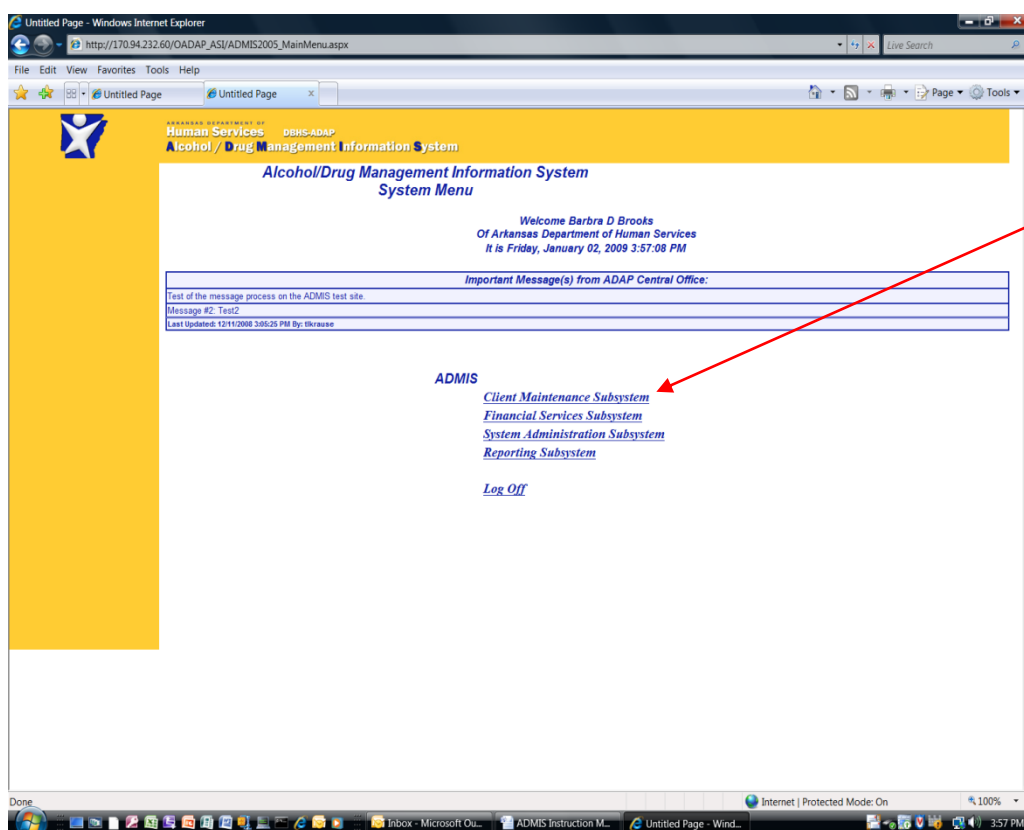 Untitled Page - Windows Internet Explorer
http://170.94.232.60/OADAP_ASI/ADMIS2005_MainMenu.aspx
Live Search
File Edit View Favorites Tools Help
Untitled Page
Untitled Page
Page
Tools
ARKANSAS DEPARTMENT OF
Human Services DBHS-ADAP
Alcohol / Drug Management Information System
Alcohol/Drug Management Information System
System Menu
Welcome Barbra D Brooks
Of Arkansas Department of Human Services
It is Friday, January 02, 2009 3:57:08 PM
Important Message(s) from ADAP Central Office:
Test of the message process on the ADMIS test site.
Message #2: Test2
Last Updated: 12/11/2008 3:05:25 PM By: tlkrause
ADMIS
Client Maintenance Subsystem
Financial Services Subsystem
System Administration Subsystem
Reporting Subsystem
Log Off
Done
Internet | Protected Mode: On
100%
Inbox - Microsoft Ou...
ADMIS Instruction M...
Untitled Page - Wind...
3:57 PM